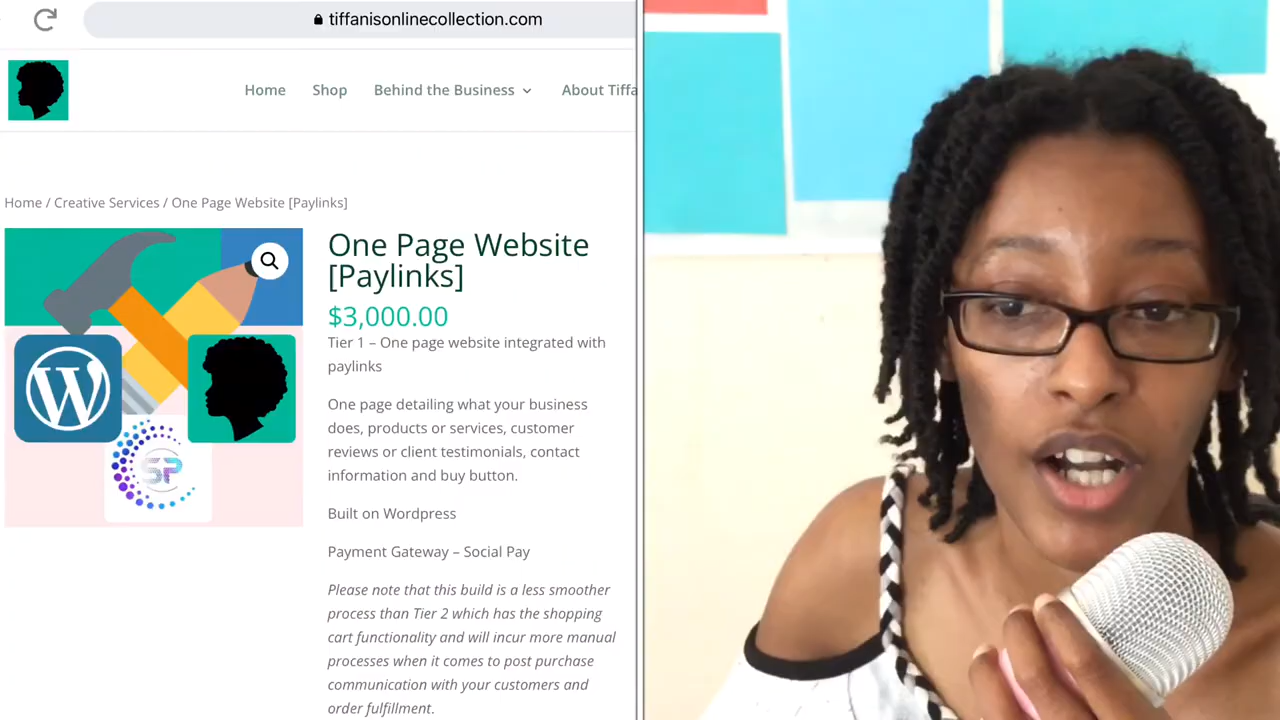 tiffanisonlinecollection.com
Home Shop Behind the Business About Tiffa
Home / Creative Services / One Page Website [Paylinks]
One Page Website
[Paylinks]
$3,000.00
Tier 1 – One page website integrated with
paylinks
One page detailing what your business
does, products or services, customer
reviews or client testimonials, contact
information and buy button.
Built on Wordpress
Payment Gateway – Social Pay
Please note that this build is a less smoother
process than Tier 2 which has the shopping
cart functionality and will incur more manual
processes when it comes to post purchase
communication with your customers and
order fulfillment.
W
SP